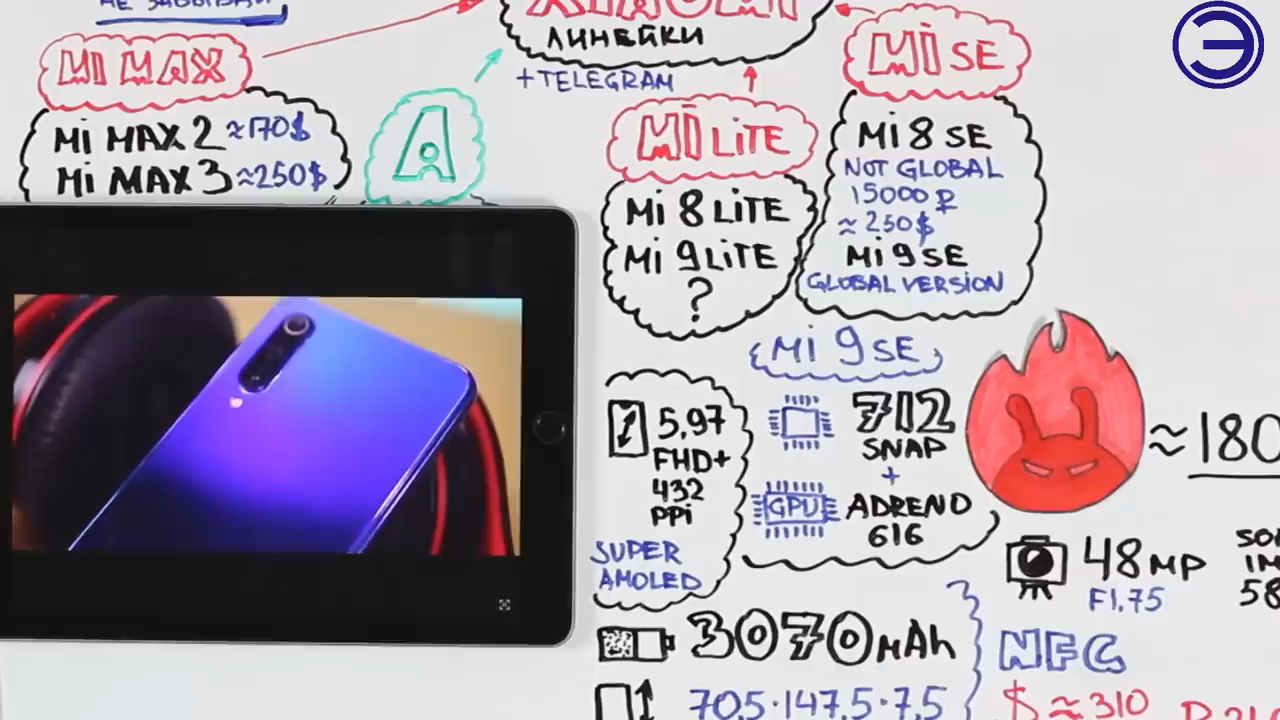 НЕ ЗАБЫВАЙ
XIAOMI
ЛИНЕЙКИ
+TELEGRAM
Mi MAX
Mi MAX 2 ≈170$
Mi MAX 3 ≈250$
A
Mi LiTE
Mi 8 LiTE
Mi 9 LiTE
?
Mi SE
Mi 8 SE
NOT GLOBAL
15000 ₽
≈ 250$
Mi 9 SE
GLOBAL VERSION
Э
Mi 9 SE
5,97
FHD+
432
PPi
SUPER
AMOLED
712
SNAP
+
GPU
ADRENO
616
≈180
48 MP
F1.75
3070 mAh
70,5·147,5·7,5
NFC
$ ≈310